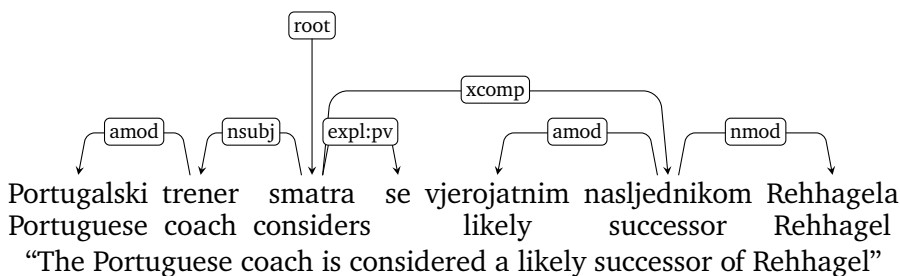 root
xcomp
amod nsubj expl:pv amod nmod
Portugalski trener smatra se vjerojatnim nasljednikom Rehhagela
Portuguese coach considers likely successor Rehhagel
“The Portuguese coach is considered a likely successor of Rehhagel”